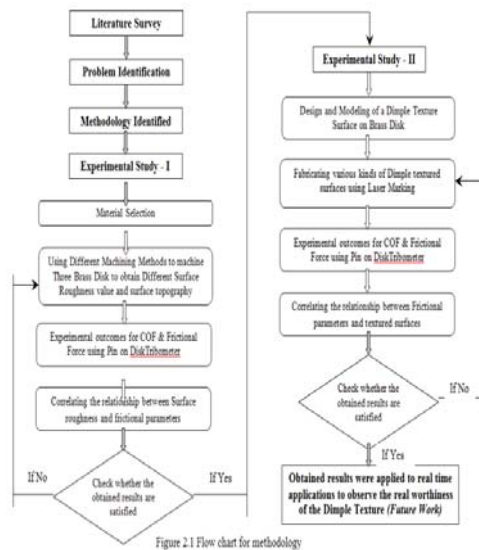 Literature Survey
Problem Identification
Methodology Identified
Experimental Study - I
Material Selection
Using Different Machining Methods to machine
Three Brass Disk to obtain Different Surface
Roughness value and surface topography
Experimental outcomes for COF & Frictional
Force using Pin on DiskTribometer
Correlating the relationship between Surface
roughness and frictional parameters
If No
Check whether the
obtained results are
satisfied
If Yes
Experimental Study - II
Design and Modeling of a Dimple Texture
Surface on Brass Disk
Fabricating various kinds of Dimple textured
surfaces using Laser Marking
Experimental outcomes for COF & Frictional
Force using Pin on DiskTribometer
Correlating the relationship between Frictional
parameters and textured surfaces
Check whether the
obtained results are
satisfied
If No
If Yes
Obtained results were applied to real time
applications to observe the real worthiness
of the Dimple Texture (Future Work)
Figure 2.1 Flow chart for methodology